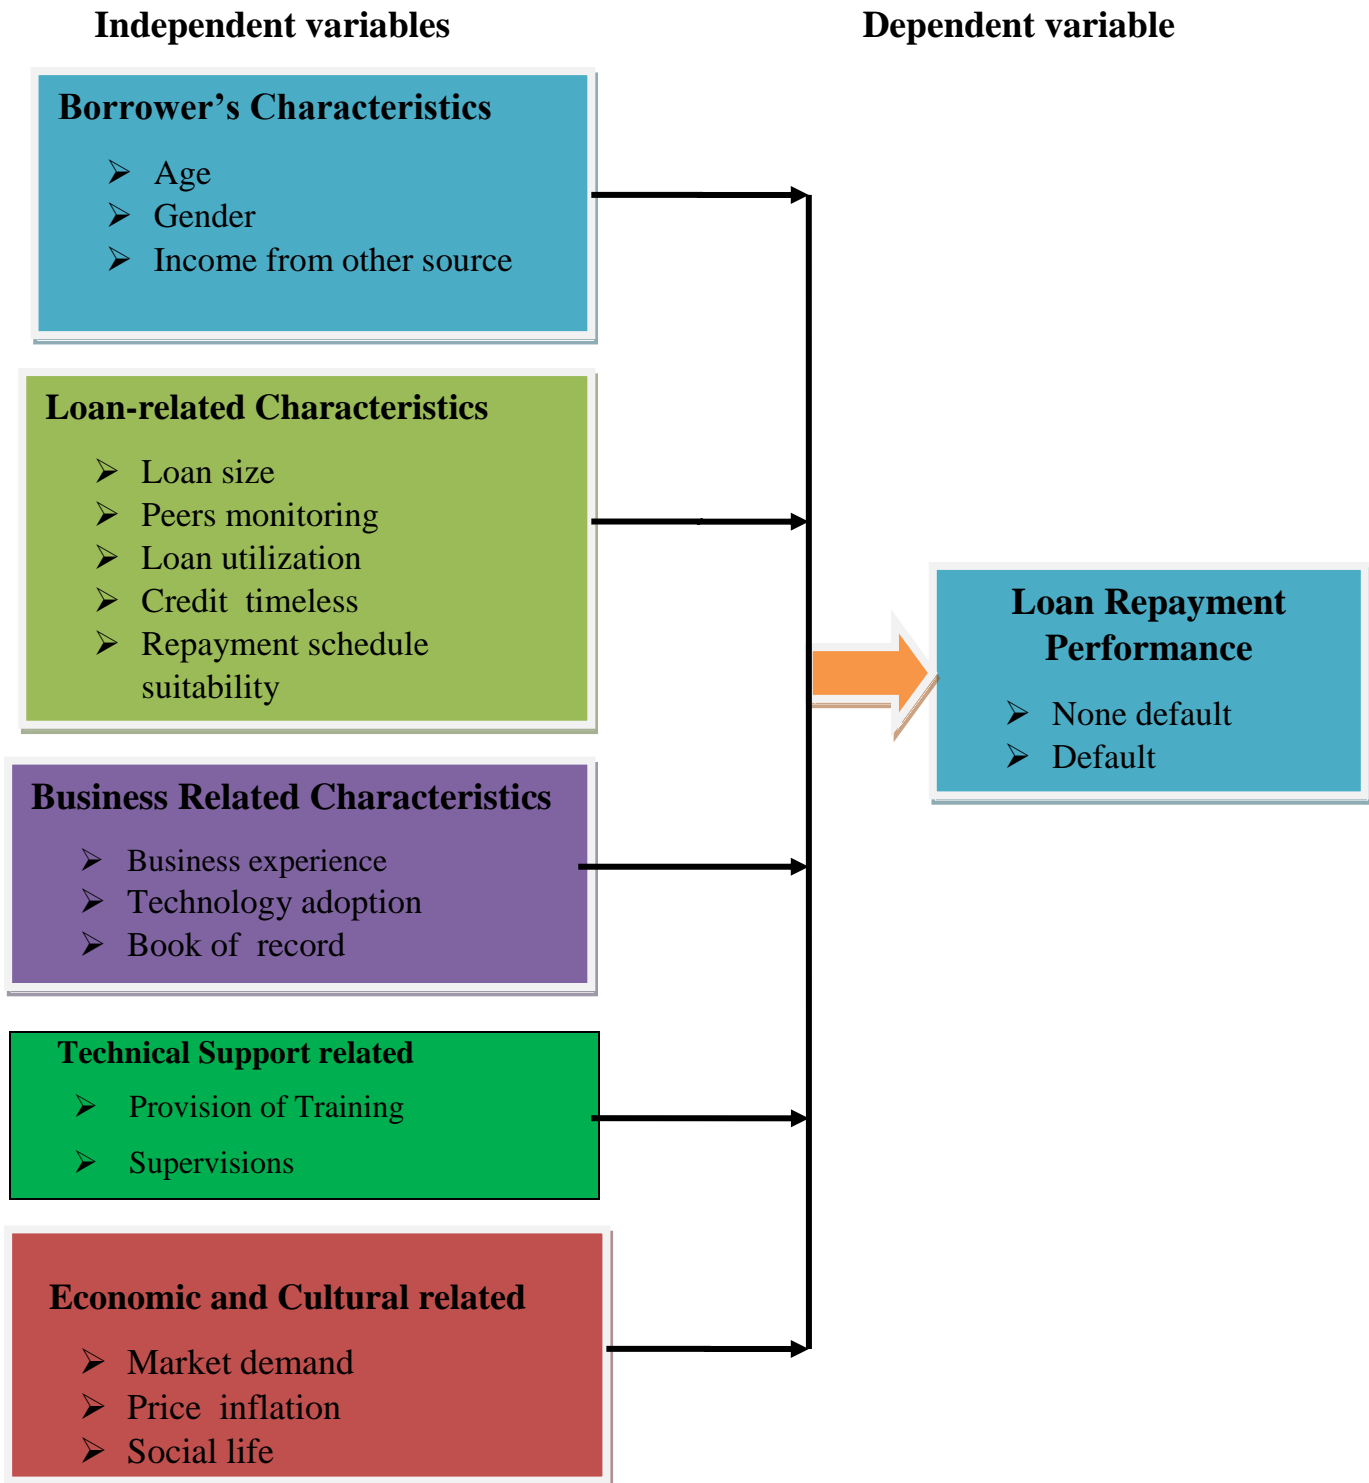 Independent variables
Dependent variable
Borrower’s Characteristics
➢ Age
➢ Gender
➢ Income from other source
Loan-related Characteristics
➢ Loan size
➢ Peers monitoring
➢ Loan utilization
➢ Credit  timeless
➢ Repayment schedule
suitability
Business Related Characteristics
➢ Business experience
➢ Technology adoption
➢ Book of  record
Technical Support related
➢ Provision of Training
➢ Supervisions
Economic and Cultural related
➢ Market demand
➢ Price  inflation
➢ Social life
Loan Repayment
Performance
➢ None default
➢ Default